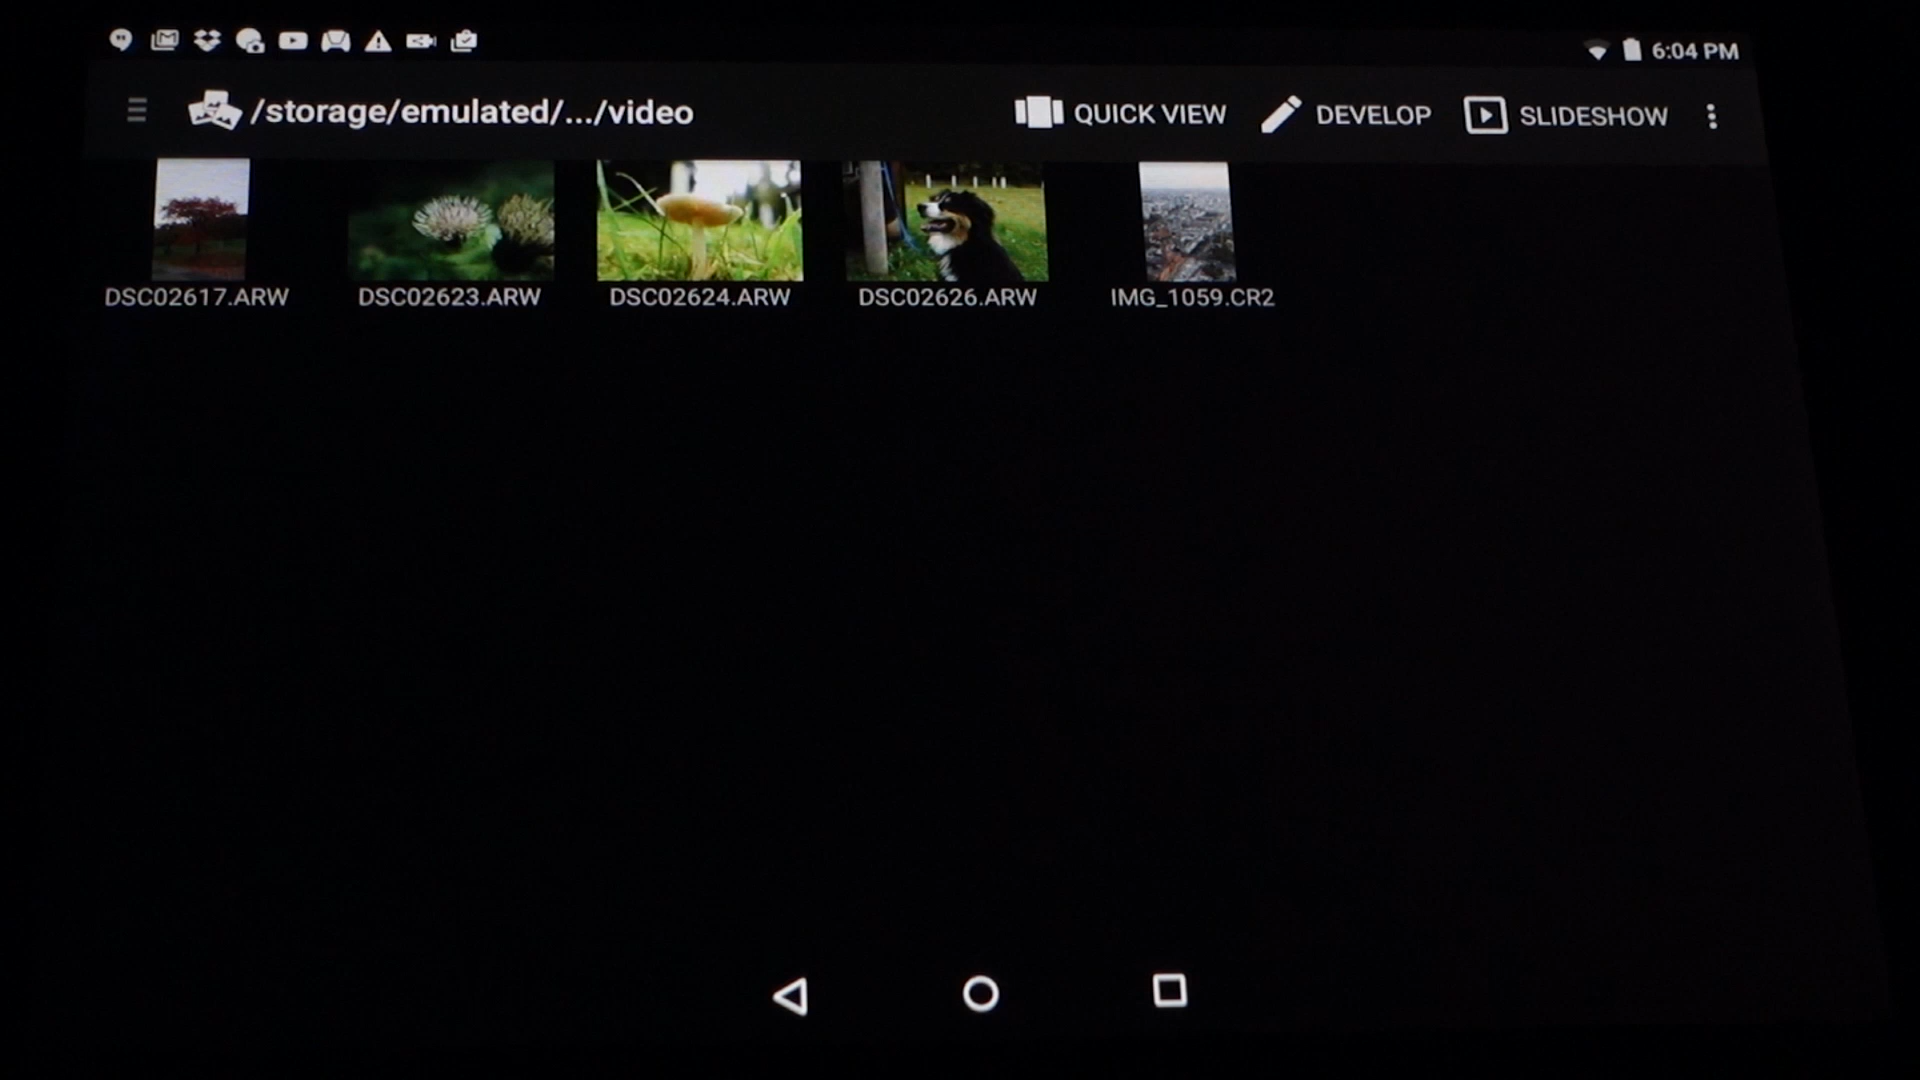 6:04 PM
/storage/emulated/.../video
QUICK VIEW
DEVELOP
SLIDESHOW
DSC02617.ARW
DSC02623.ARW
DSC02624.ARW
DSC02626.ARW
IMG_1059.CR2